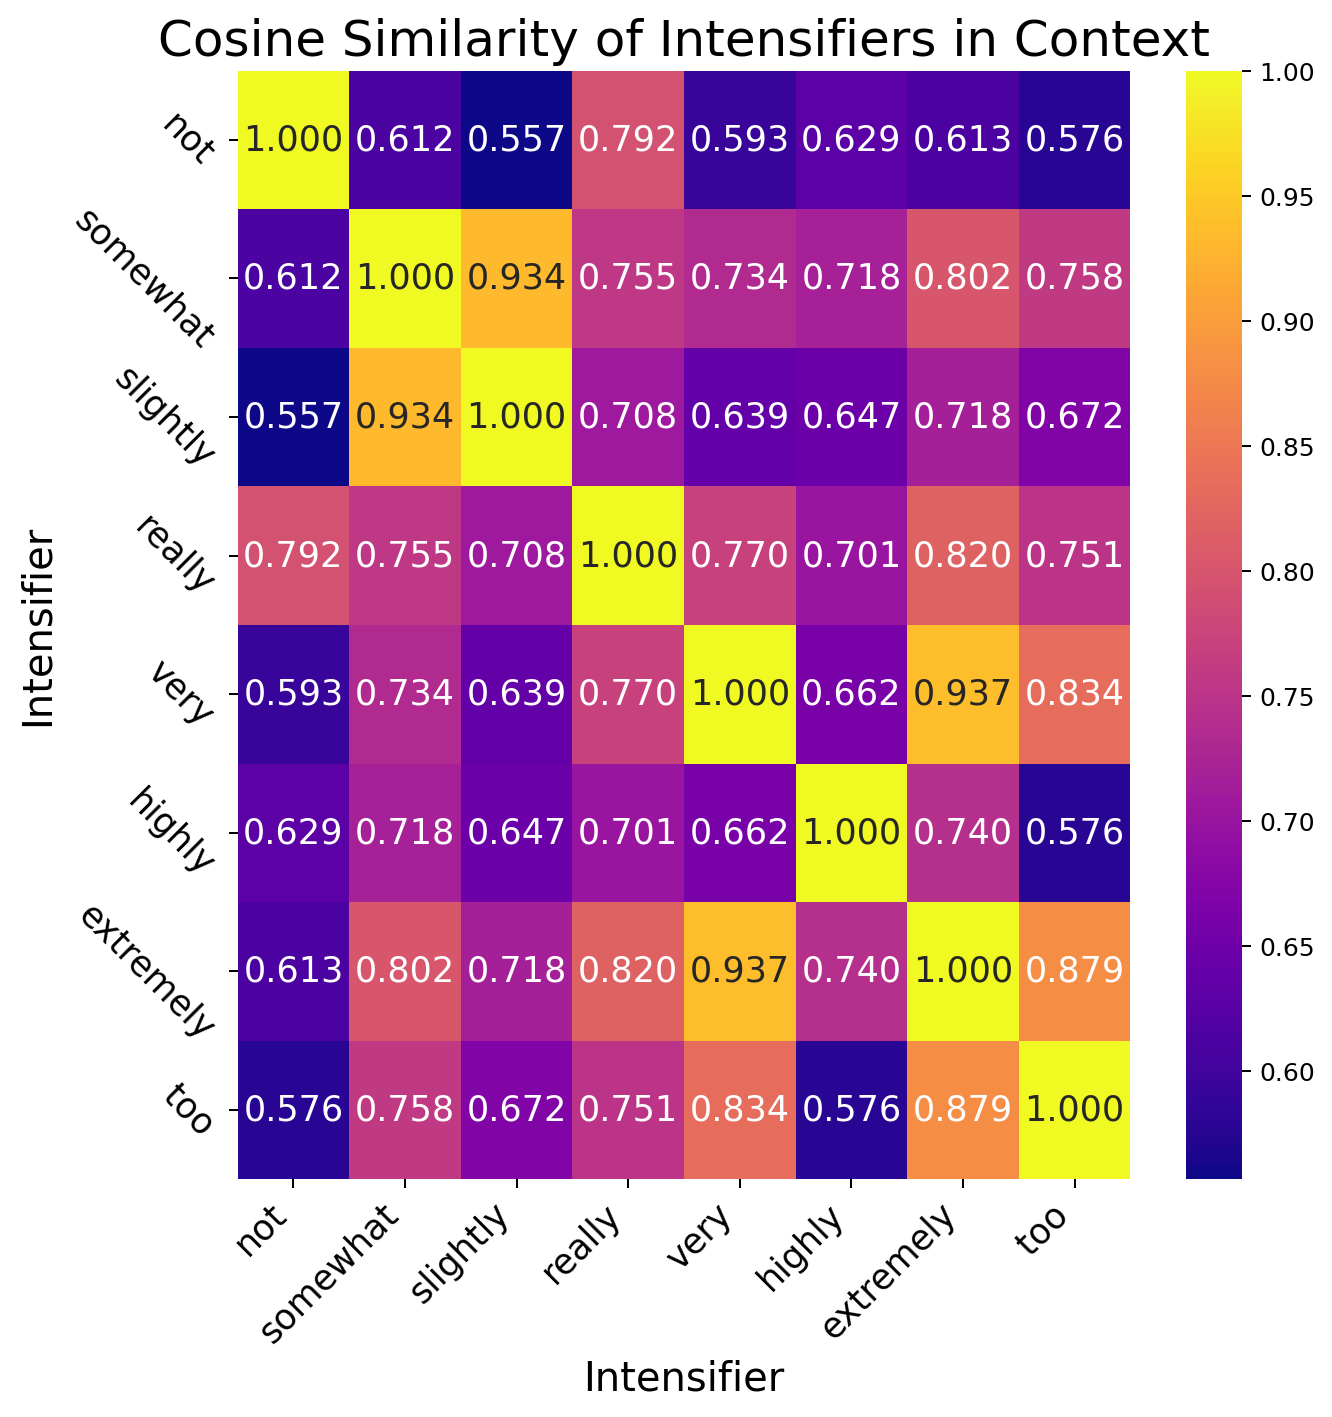 Cosine Similarity of Intensifiers in Context
not 1.000 0.612 0.557 0.792 0.593 0.629 0.613 0.576
somewhat 0.612 1.000 0.934 0.755 0.734 0.718 0.802 0.758
slightly 0.557 0.934 1.000 0.708 0.639 0.647 0.718 0.672
really 0.792 0.755 0.708 1.000 0.770 0.701 0.820 0.751
very 0.593 0.734 0.639 0.770 1.000 0.662 0.937 0.834
highly 0.629 0.718 0.647 0.701 0.662 1.000 0.740 0.576
extremely 0.613 0.802 0.718 0.820 0.937 0.740 1.000 0.879
too 0.576 0.758 0.672 0.751 0.834 0.576 0.879 1.000
Intensifier
not somewhat slightly really very highly extremely too
Intensifier
1.00
0.95
0.90
0.85
0.80
0.75
0.70
0.65
0.60